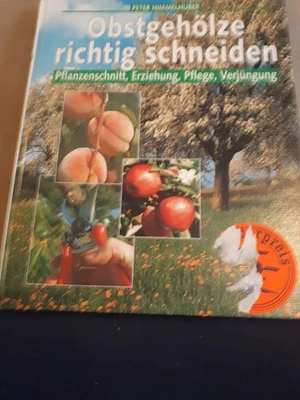 PETER HIMMELHUBER
Obstgehölze
richtig schneiden
Pflanzenschnitt, Erziehung, Pflege, Verjüngung